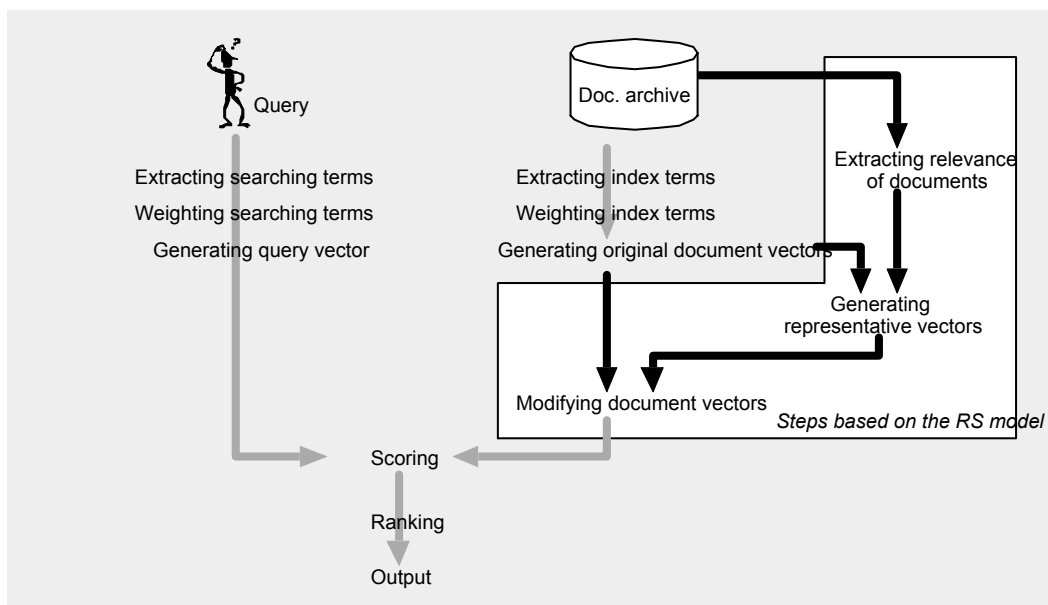 ?
Query
Doc. archive
Extracting searching terms
Weighting searching terms
Generating query vector
Extracting index terms
Weighting index terms
Generating original document vectors
Extracting relevance
of documents
Generating
representative vectors
Modifying document vectors
Steps based on the RS model
Scoring
Ranking
Output